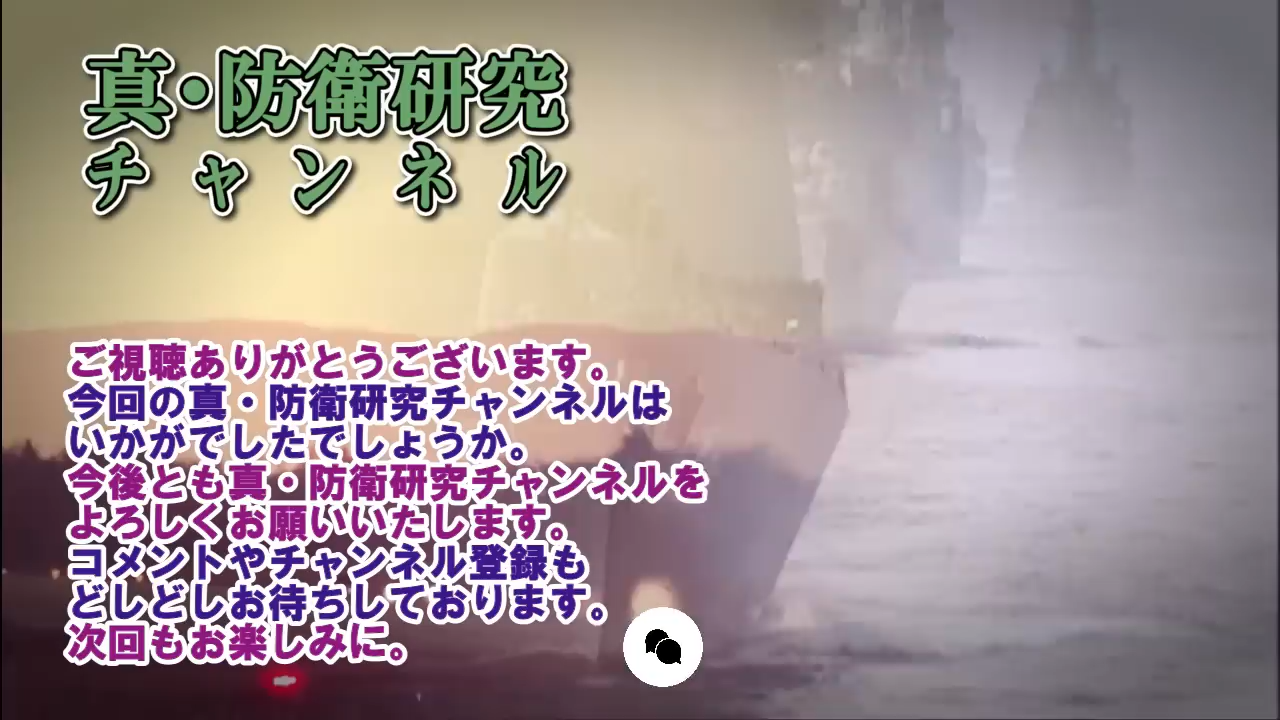 真・防衛研究
チャンネル
ご視聴ありがとうございます。
今回の真・防衛研究チャンネルは
いかがでしたでしょうか。
今後とも真・防衛研究チャンネルを
よろしくお願いいたします。
コメントやチャンネル登録も
どしどしお待ちしております。
次回もお楽しみに。